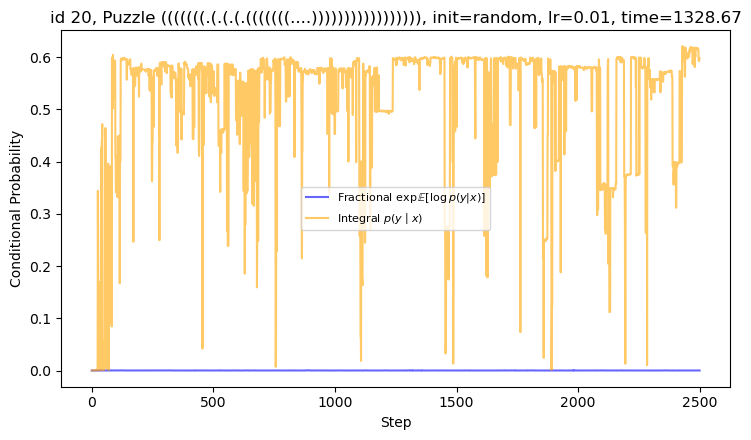 id 20, Puzzle (((((((.(.(.(.(((((((....))))))))))))))))), init=random, lr=0.01, time=1328.67
Conditional Probability
0.6
0.5
0.4
0.3
0.2
0.1
0.0
Fractional exp𝔼[log p(y|x)]
Integral p(y | x)
0 500 1000 1500 2000 2500
Step